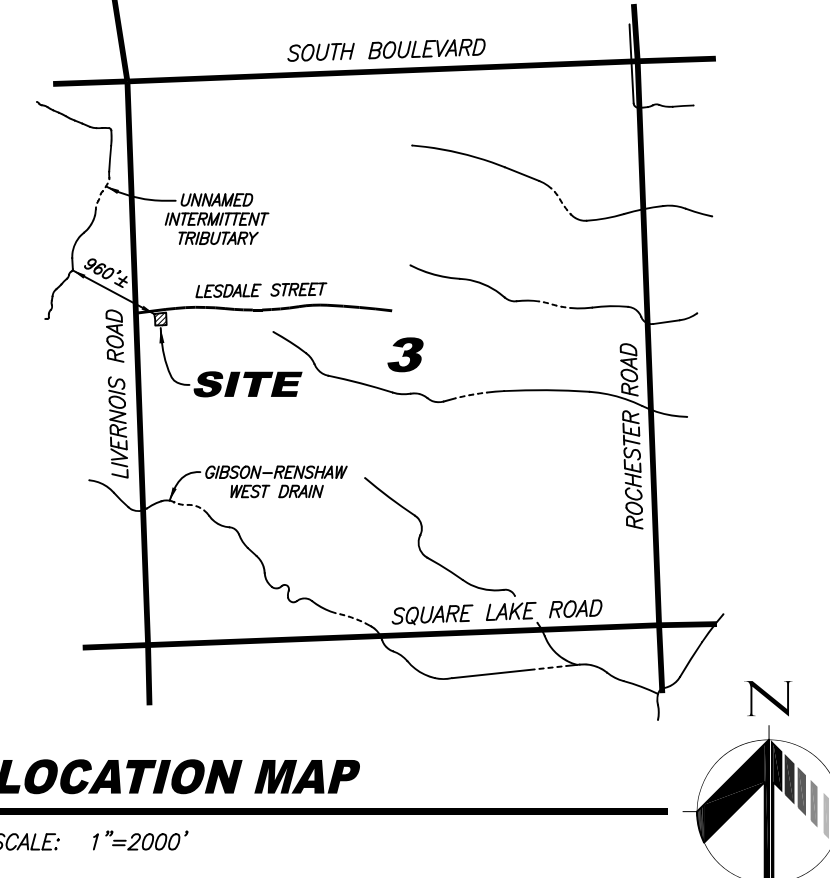 SOUTH BOULEVARD
UNNAMED
INTERMITTENT
TRIBUTARY
960'±
LESDALE STREET
LIVERNOIS ROAD
3
SITE
ROCHESTER ROAD
GIBSON-RENSHAW
WEST DRAIN
SQUARE LAKE ROAD
N
LOCATION MAP
SCALE: 1"=2000'